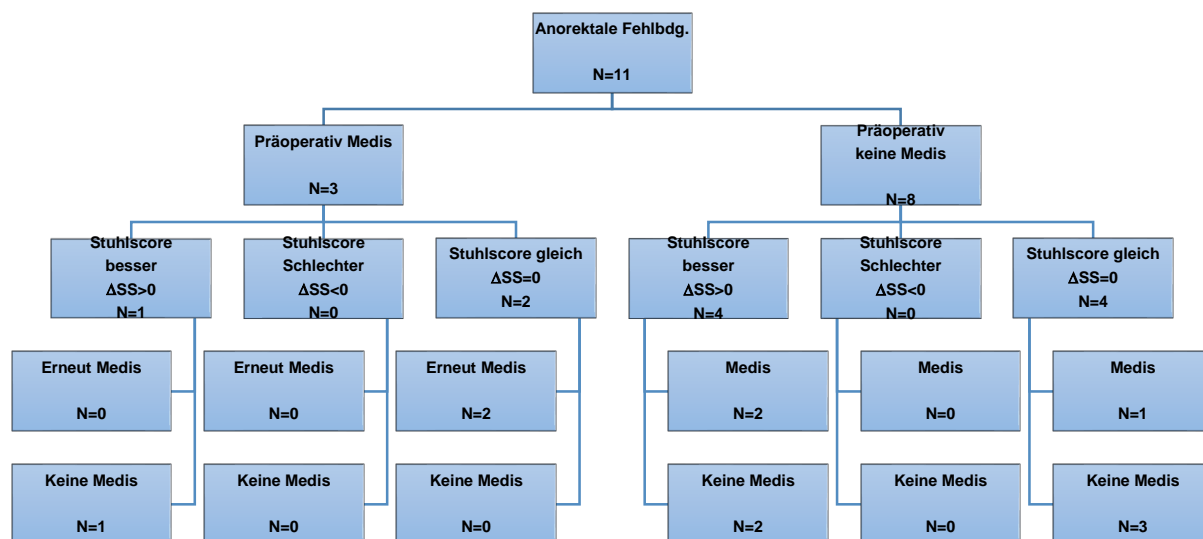 Anorektale Fehlbdg.
N=11
Präoperativ Medis
N=3
Präoperativ
keine Medis
N=8
Stuhlscore
besser
ΔSS>0
N=1
Stuhlscore
Schlechter
ΔSS<0
N=0
Stuhlscore gleich
ΔSS=0
N=2
Stuhlscore
besser
ΔSS>0
N=4
Stuhlscore
Schlechter
ΔSS<0
N=0
Stuhlscore gleich
ΔSS=0
N=4
Erneut Medis
N=0
Erneut Medis
N=0
Erneut Medis
N=2
Medis
N=2
Medis
N=0
Medis
N=1
Keine Medis
N=1
Keine Medis
N=0
Keine Medis
N=0
Keine Medis
N=2
Keine Medis
N=0
Keine Medis
N=3